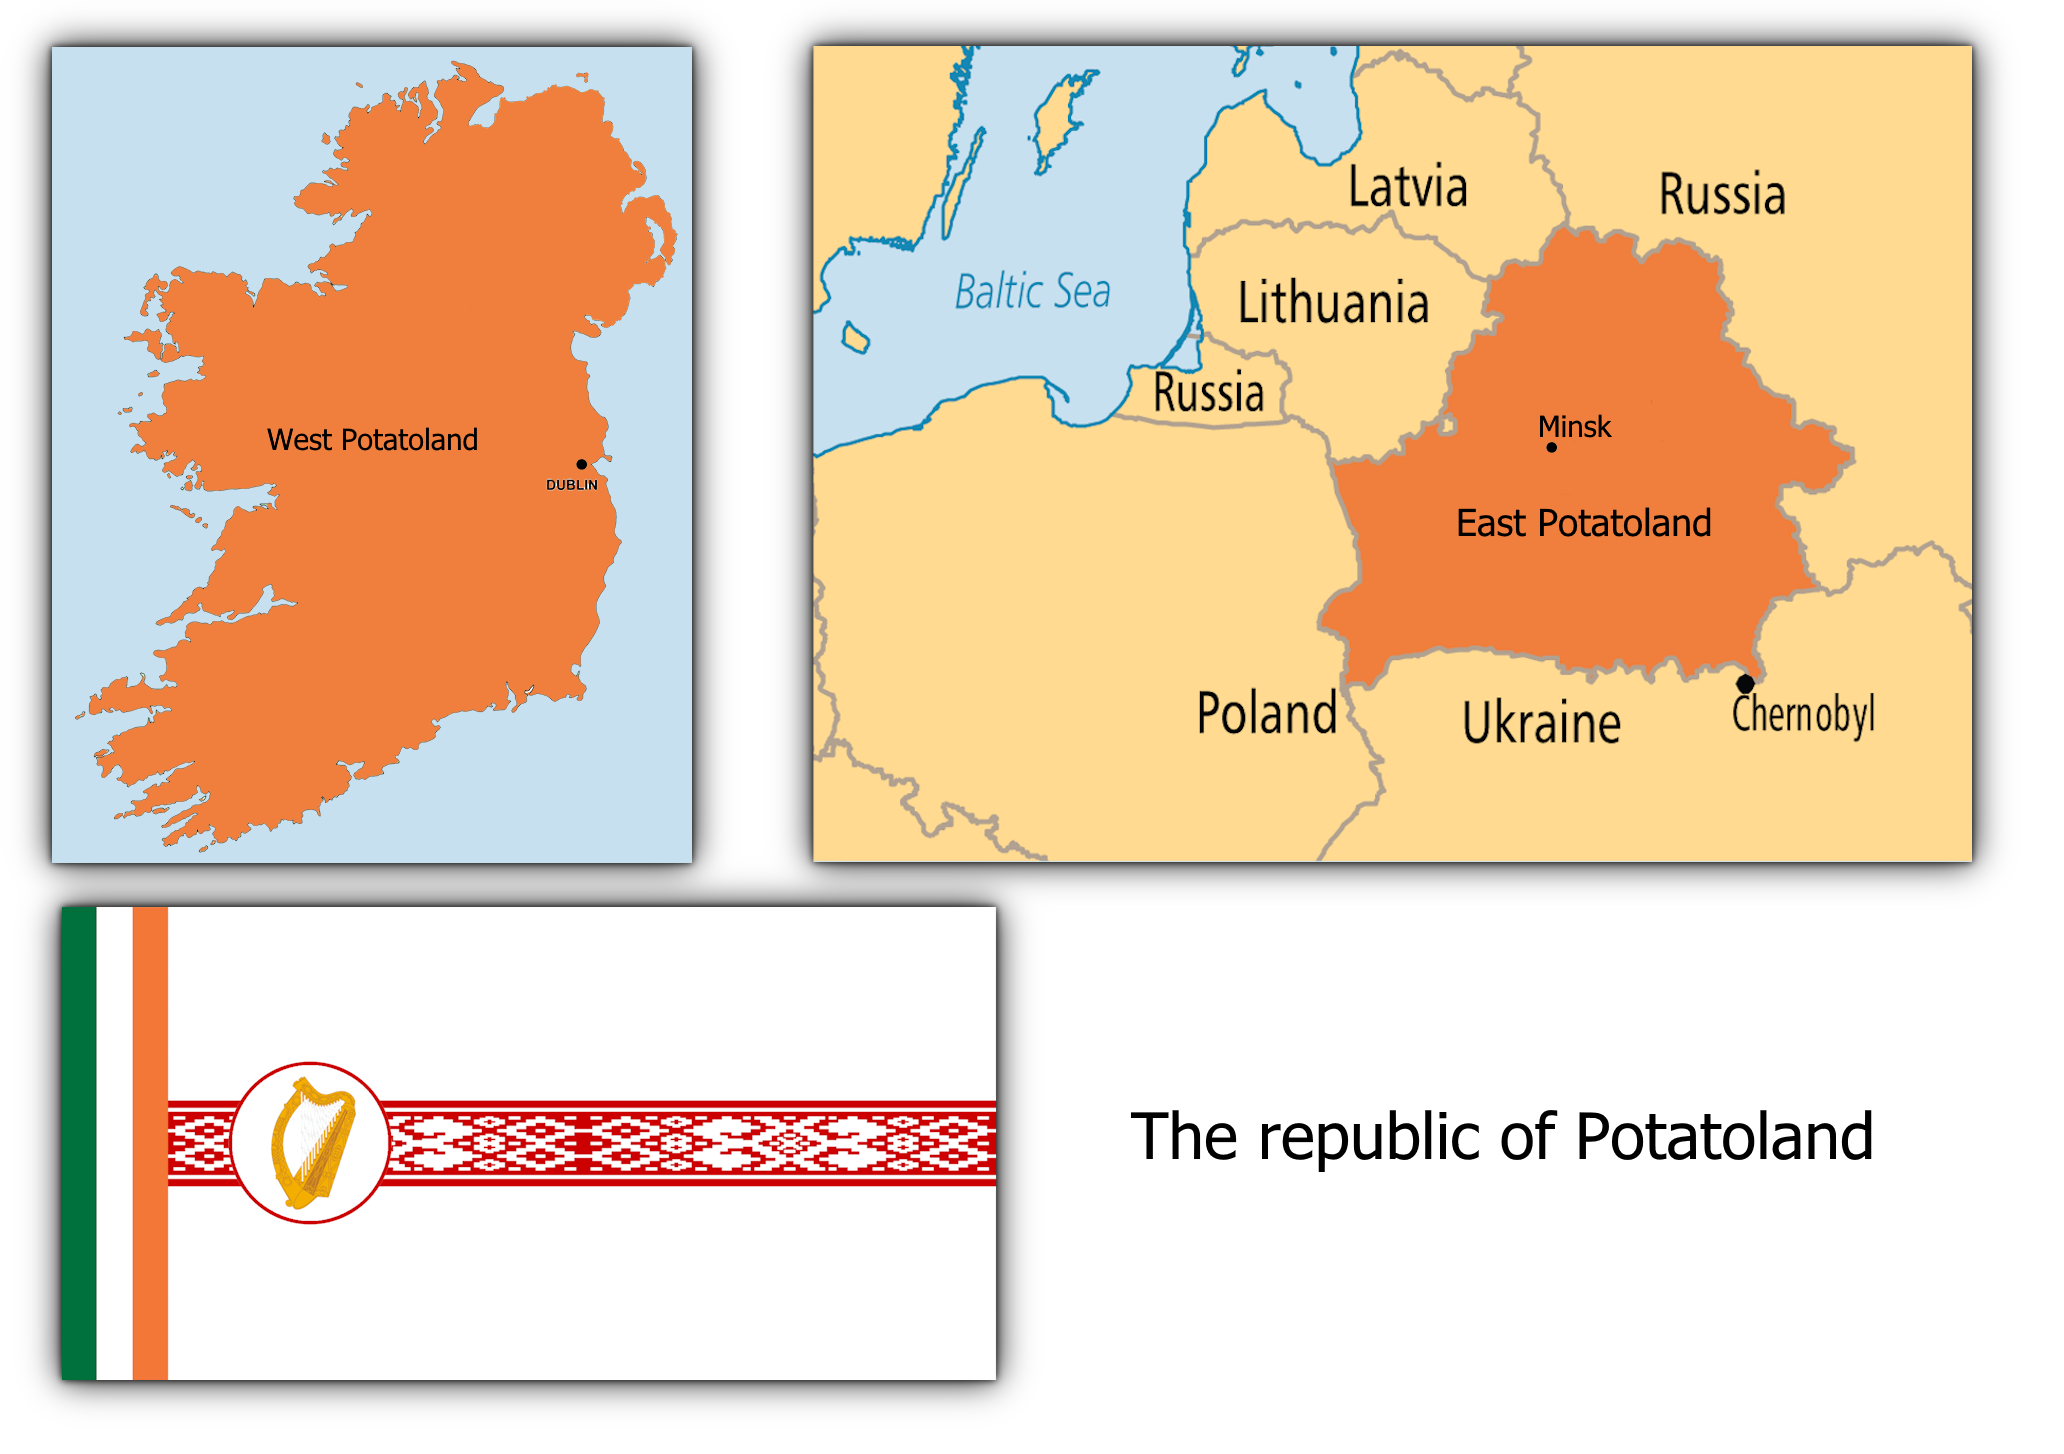 West Potatoland
DUBLIN
Latvia
Russia
Baltic Sea
Lithuania
Russia
Minsk
East Potatoland
Poland
Ukraine
Chernobyl
The republic of Potatoland